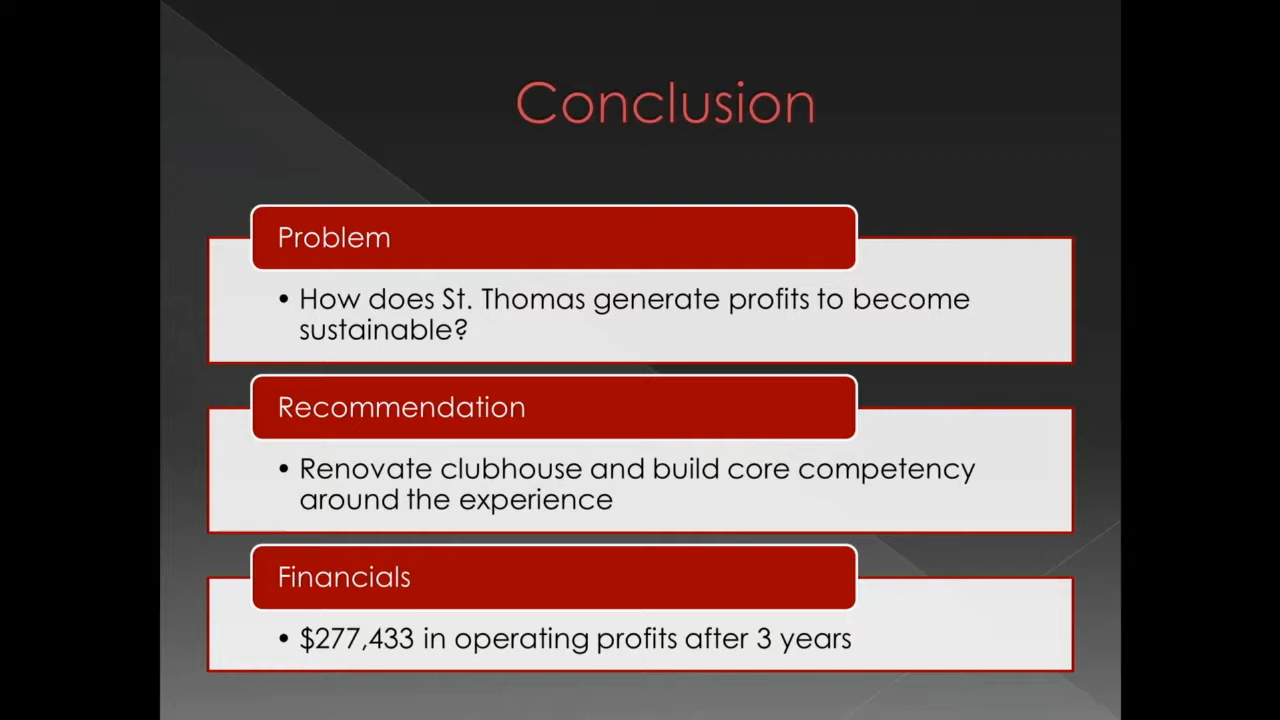 Conclusion
Problem
• How does St. Thomas generate profits to become
sustainable?
Recommendation
• Renovate clubhouse and build core competency
around the experience
Financials
• $277,433 in operating profits after 3 years